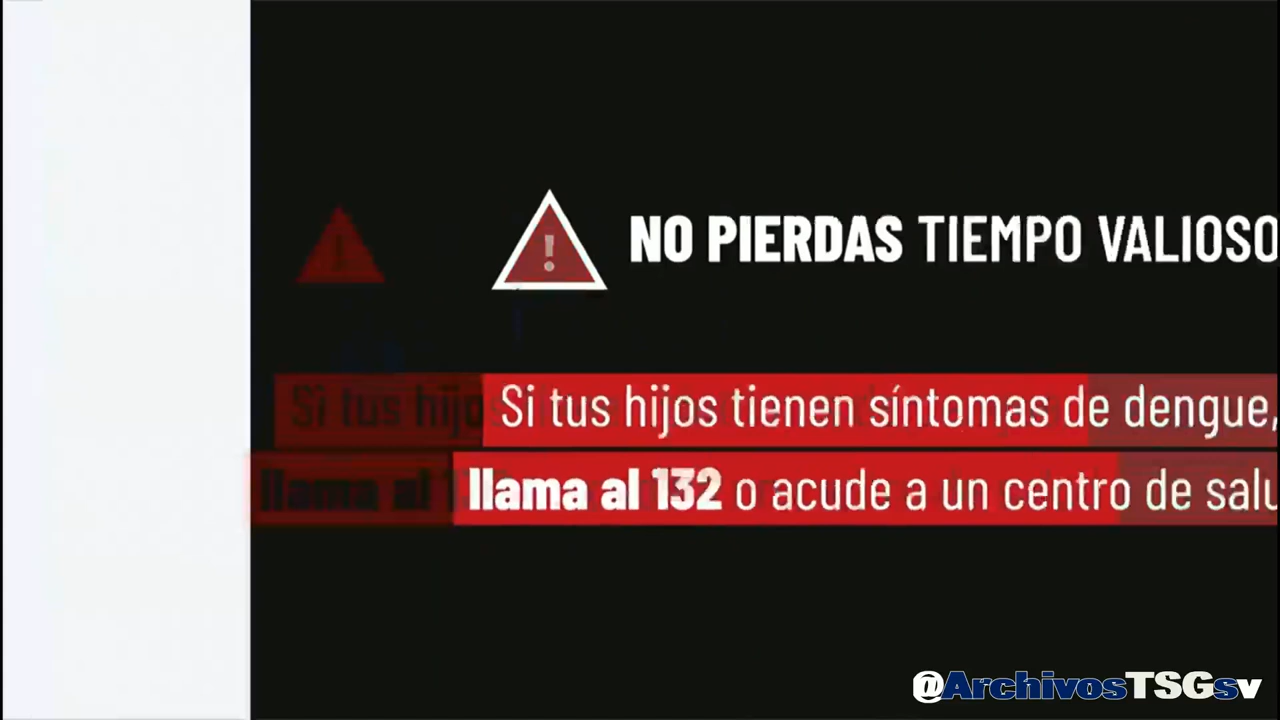 NO PIERDAS TIEMPO VALIOSO
Si tus hijos tienen síntomas de dengue,
llama al 132 o acude a un centro de
@ArchivosTSGsv